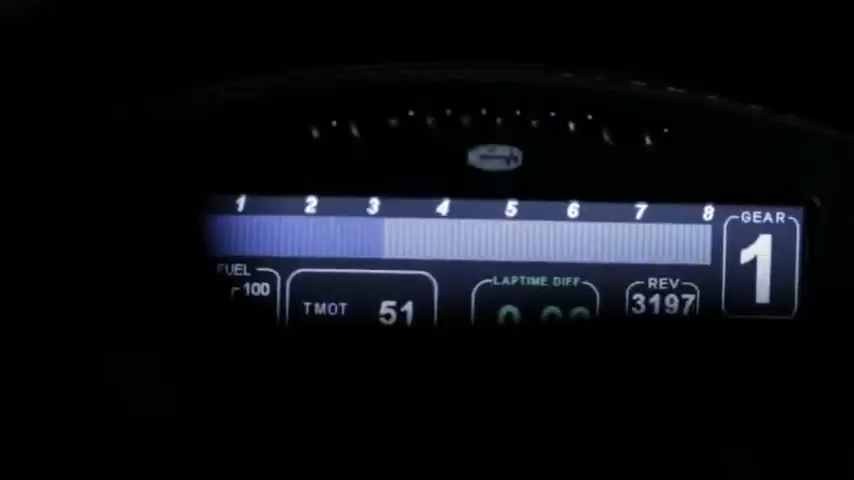 1 2 3 4 5 6 7 8
GEAR
1
FUEL
100
TMOT 51
LAPTIME DIFF
REV
3197